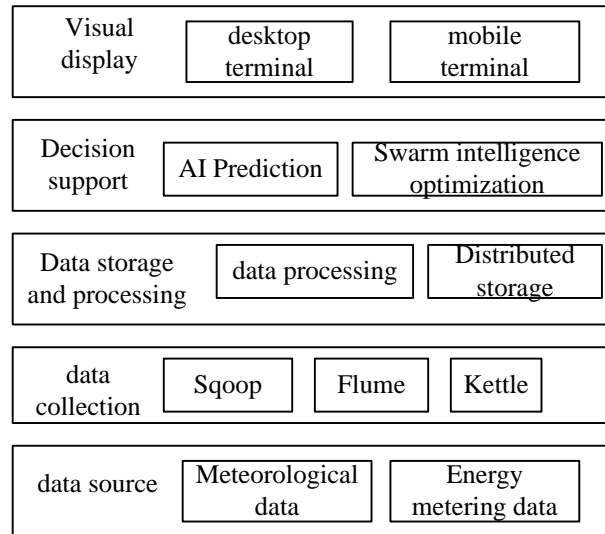 Visual
display
desktop
terminal
mobile
terminal
Decision
support
AI Prediction
Swarm intelligence
optimization
Data storage
and processing
data processing
Distributed
storage
data
collection
Sqoop
Flume
Kettle
data source
Meteorological
data
Energy
metering data